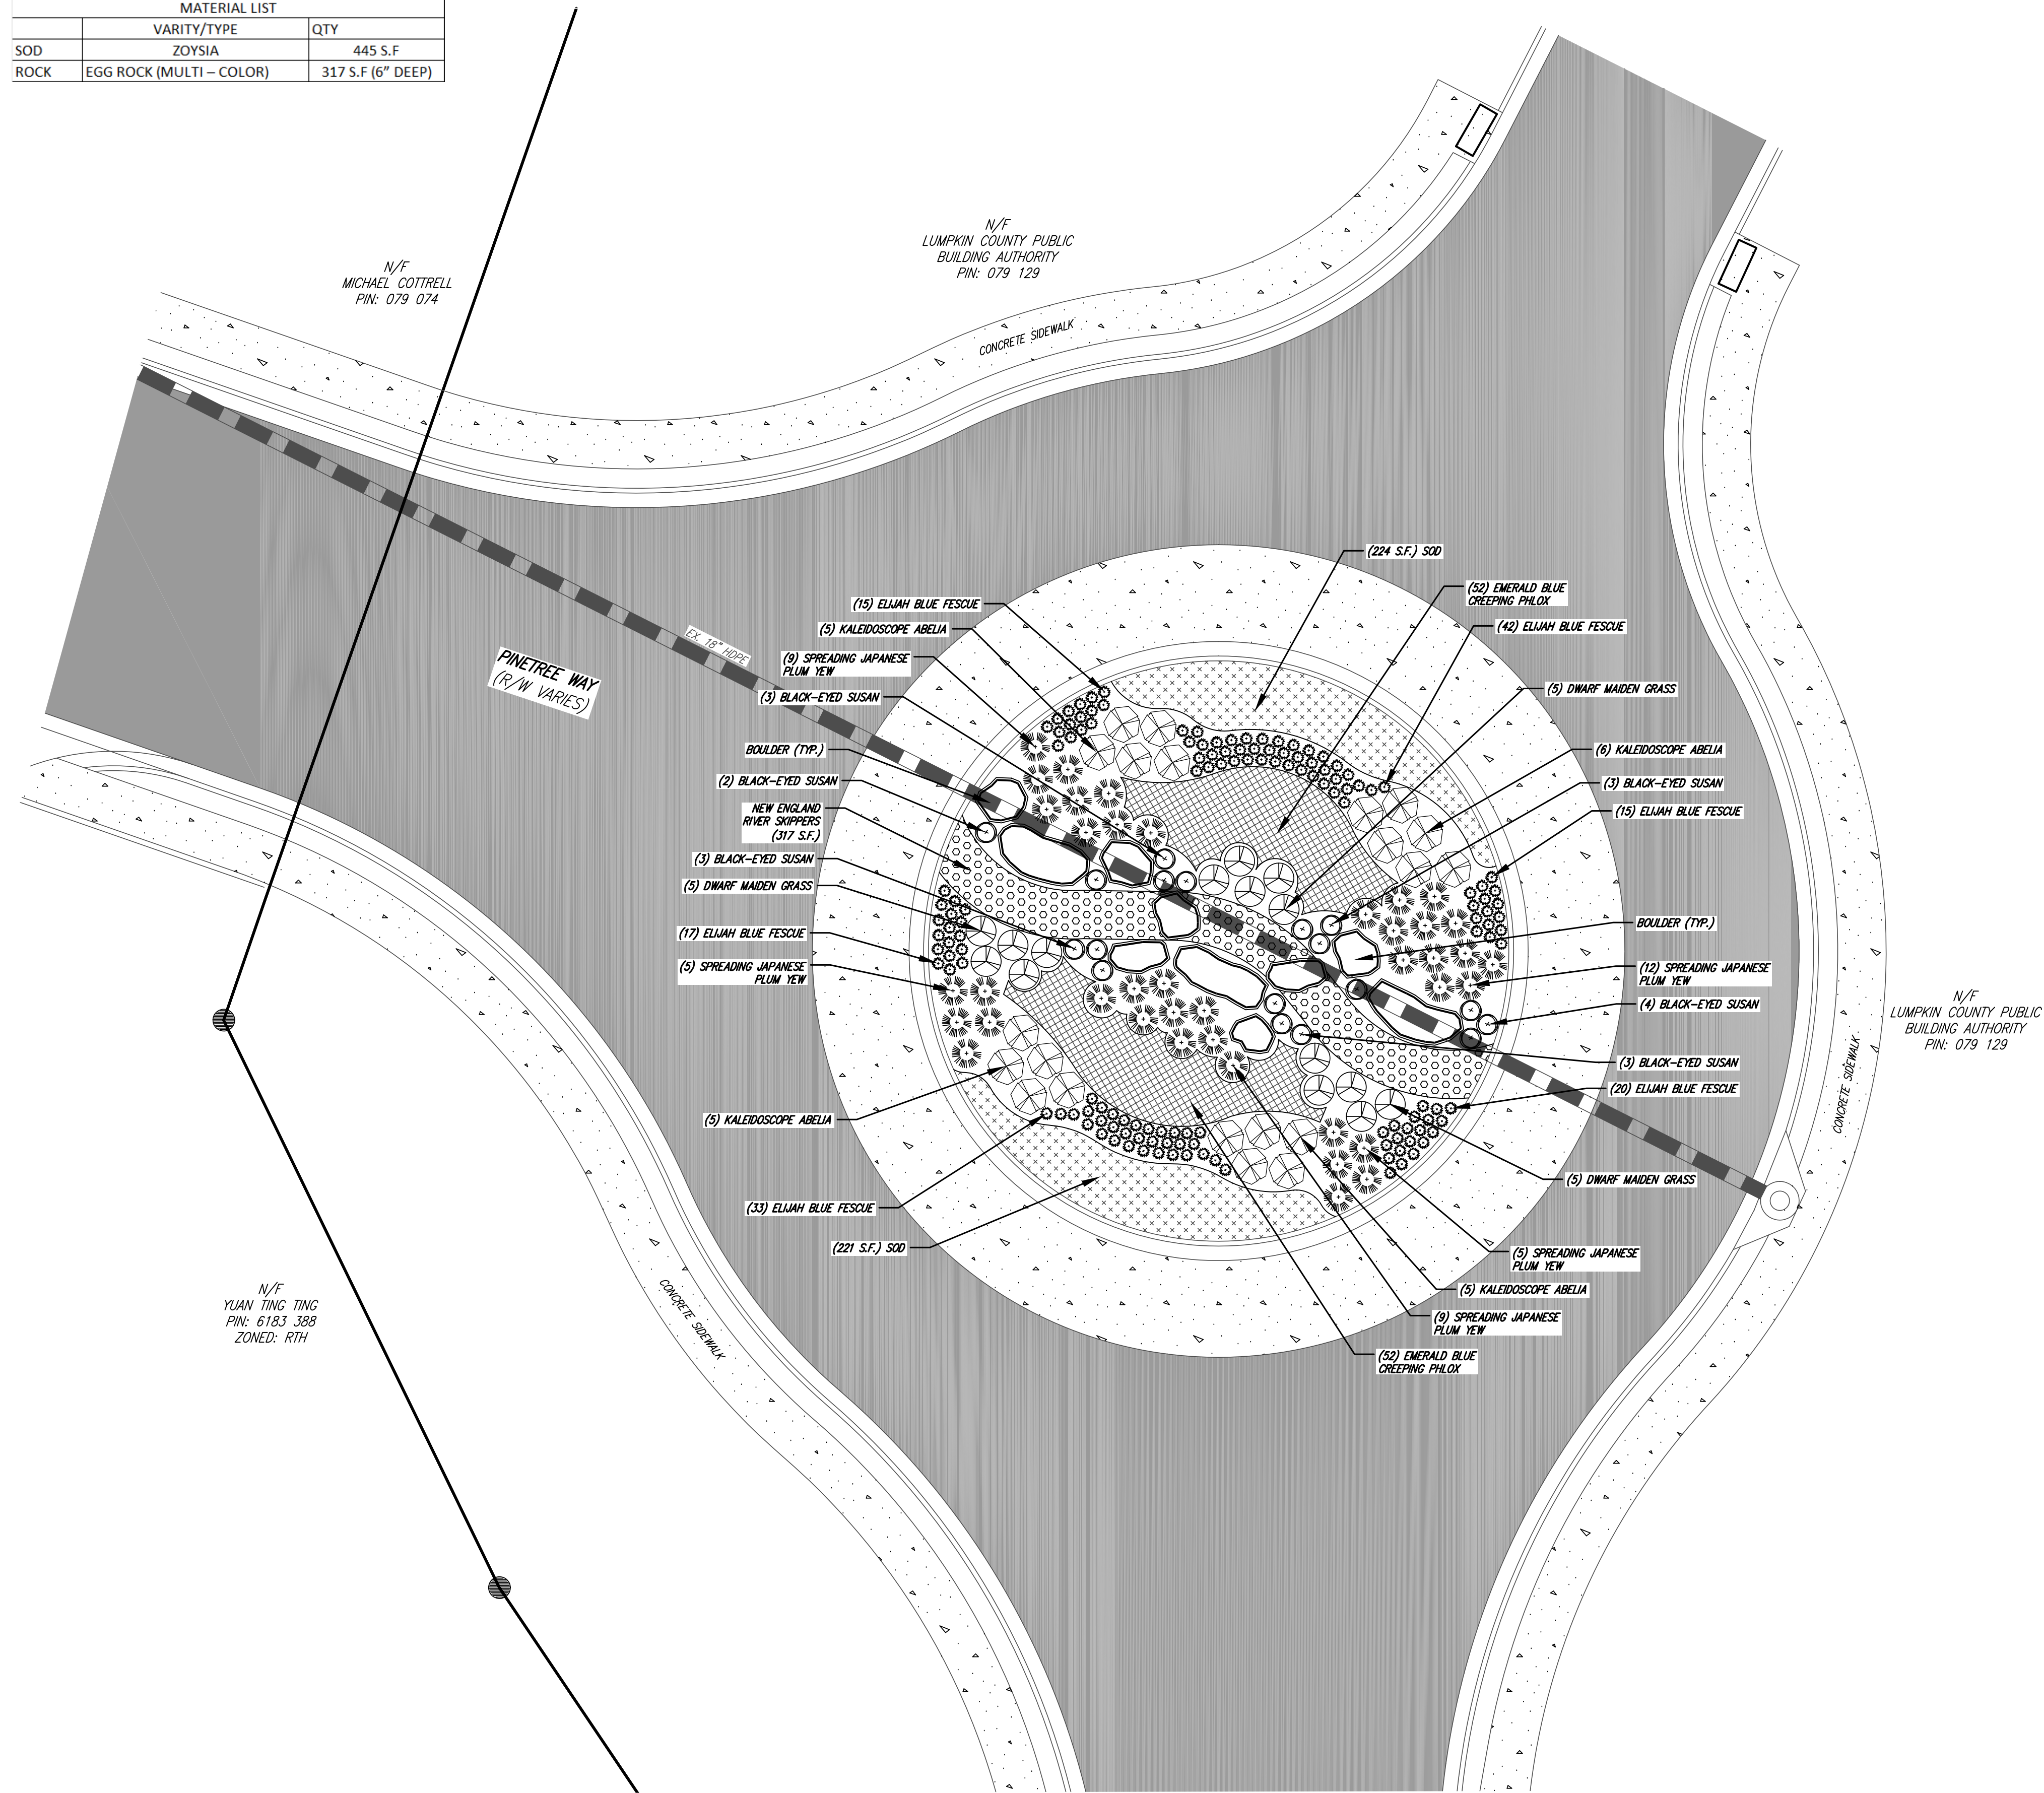 MATERIAL LIST
VARITY/TYPE QTY
SOD ZOYSIA 445 S.F
ROCK EGG ROCK (MULTI – COLOR) 317 S.F (6” DEEP)
N/F
MICHAEL COTTRELL
PIN: 079 074
N/F
LUMPKIN COUNTY PUBLIC
BUILDING AUTHORITY
PIN: 079 129
CONCRETE SIDEWALK
PINETREE WAY
(R/W VARIES)
EX. 18" HDPE
(15) ELIJAH BLUE FESCUE
(5) KALEIDOSCOPE ABELIA
(9) SPREADING JAPANESE
PLUM YEW
(3) BLACK-EYED SUSAN
BOULDER (TYP.)
(2) BLACK-EYED SUSAN
NEW ENGLAND
RIVER SKIPPERS
(317 S.F.)
(3) BLACK-EYED SUSAN
(5) DWARF MAIDEN GRASS
(17) ELIJAH BLUE FESCUE
(5) SPREADING JAPANESE
PLUM YEW
(5) KALEIDOSCOPE ABELIA
(33) ELIJAH BLUE FESCUE
(221 S.F.) SOD
(224 S.F.) SOD
(52) EMERALD BLUE
CREEPING PHLOX
(42) ELIJAH BLUE FESCUE
(5) DWARF MAIDEN GRASS
(6) KALEIDOSCOPE ABELIA
(3) BLACK-EYED SUSAN
(15) ELIJAH BLUE FESCUE
BOULDER (TYP.)
(12) SPREADING JAPANESE
PLUM YEW
(4) BLACK-EYED SUSAN
(3) BLACK-EYED SUSAN
(20) ELIJAH BLUE FESCUE
(5) DWARF MAIDEN GRASS
(5) SPREADING JAPANESE
PLUM YEW
(5) KALEIDOSCOPE ABELIA
(9) SPREADING JAPANESE
PLUM YEW
(52) EMERALD BLUE
CREEPING PHLOX
N/F
LUMPKIN COUNTY PUBLIC
BUILDING AUTHORITY
PIN: 079 129
CONCRETE SIDEWALK
N/F
YUAN TING TING
PIN: 6183 388
ZONED: RTH
CONCRETE SIDEWALK